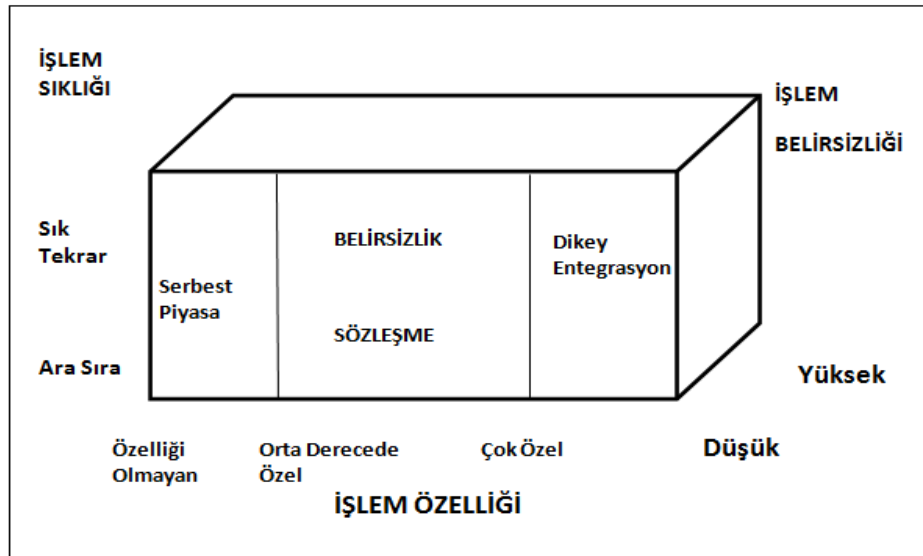 İŞLEM
SIKLIĞI
İŞLEM
BELİRSİZLİĞİ
Sık
Tekrar
BELİRSİZLİK
Dikey
Entegrasyon
Serbest
Piyasa
SÖZLEŞME
Ara Sıra
Yüksek
Özelliği
Olmayan
Orta Derecede
Özel
Çok Özel
Düşük
İŞLEM ÖZELLİĞİ